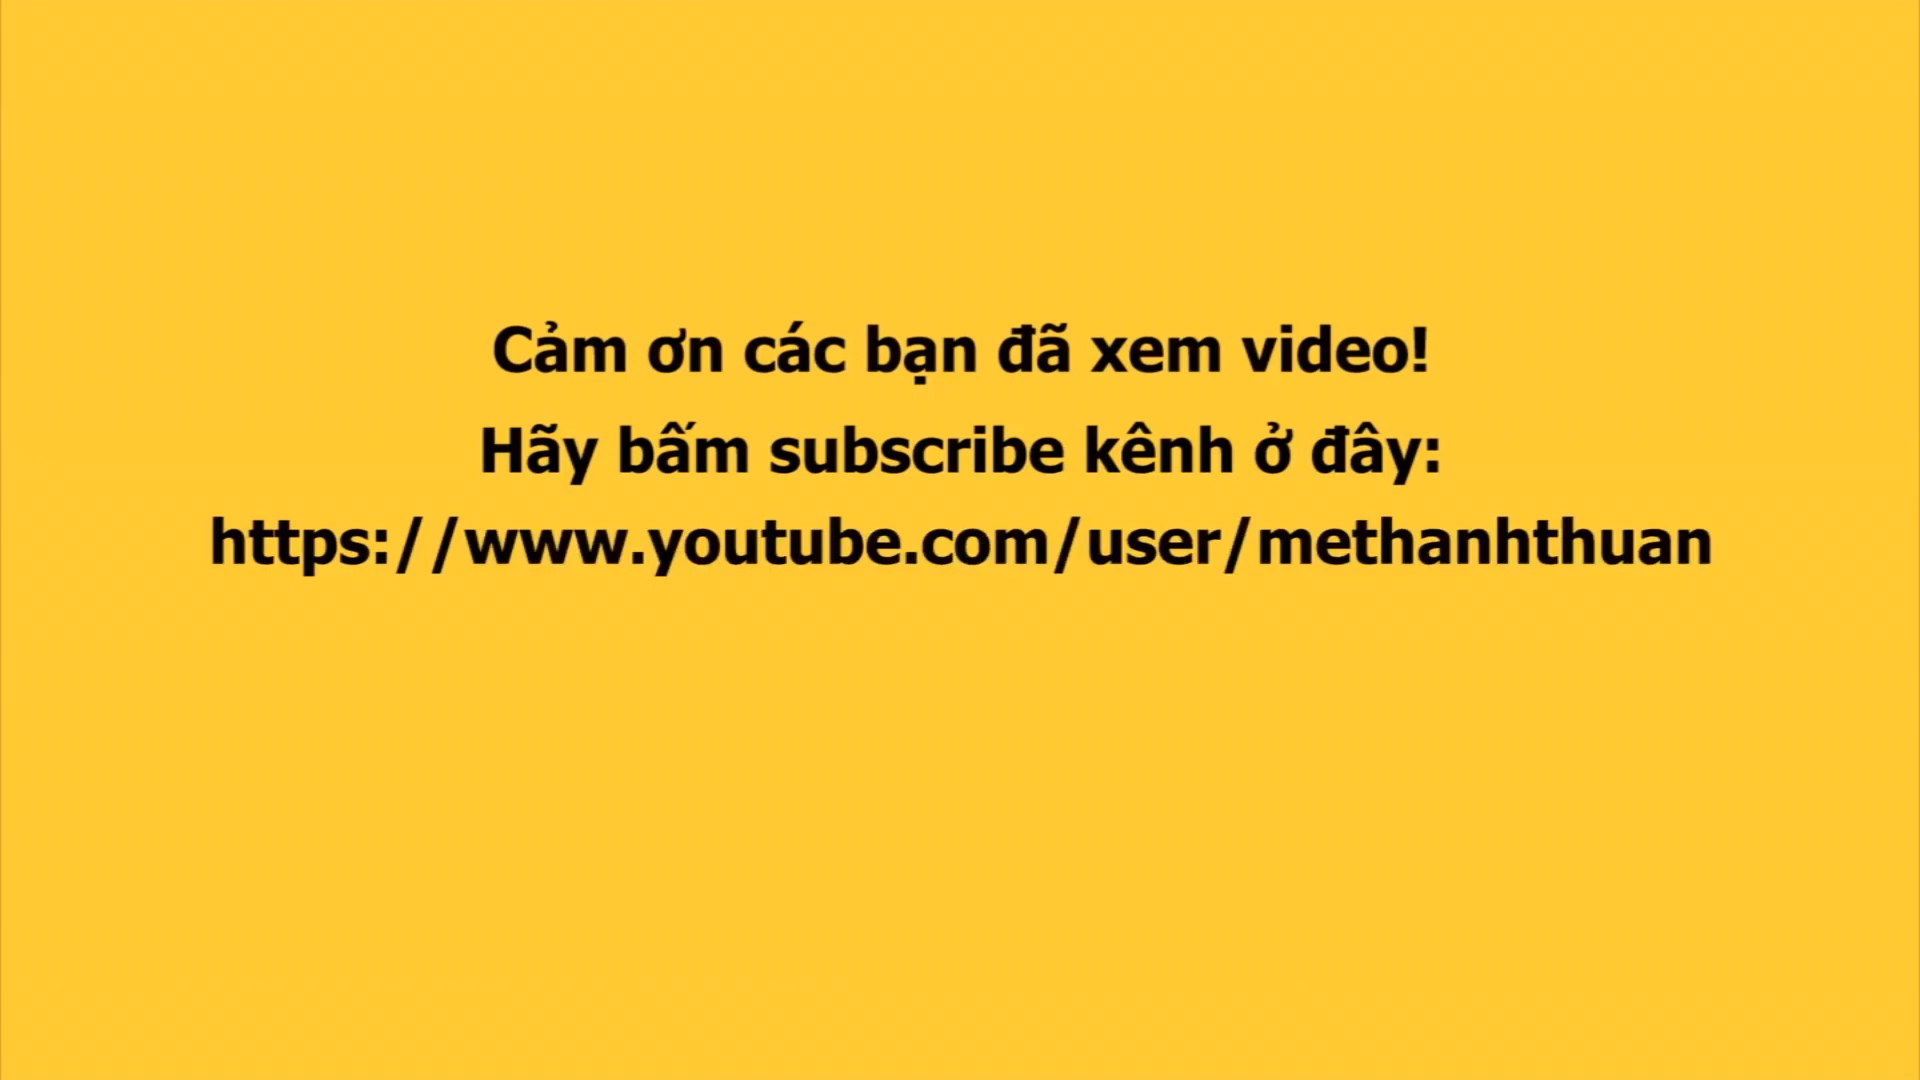 Cảm ơn các bạn đã xem video!
Hãy bấm subscribe kênh ở đây:
https://www.youtube.com/user/methanhthuan